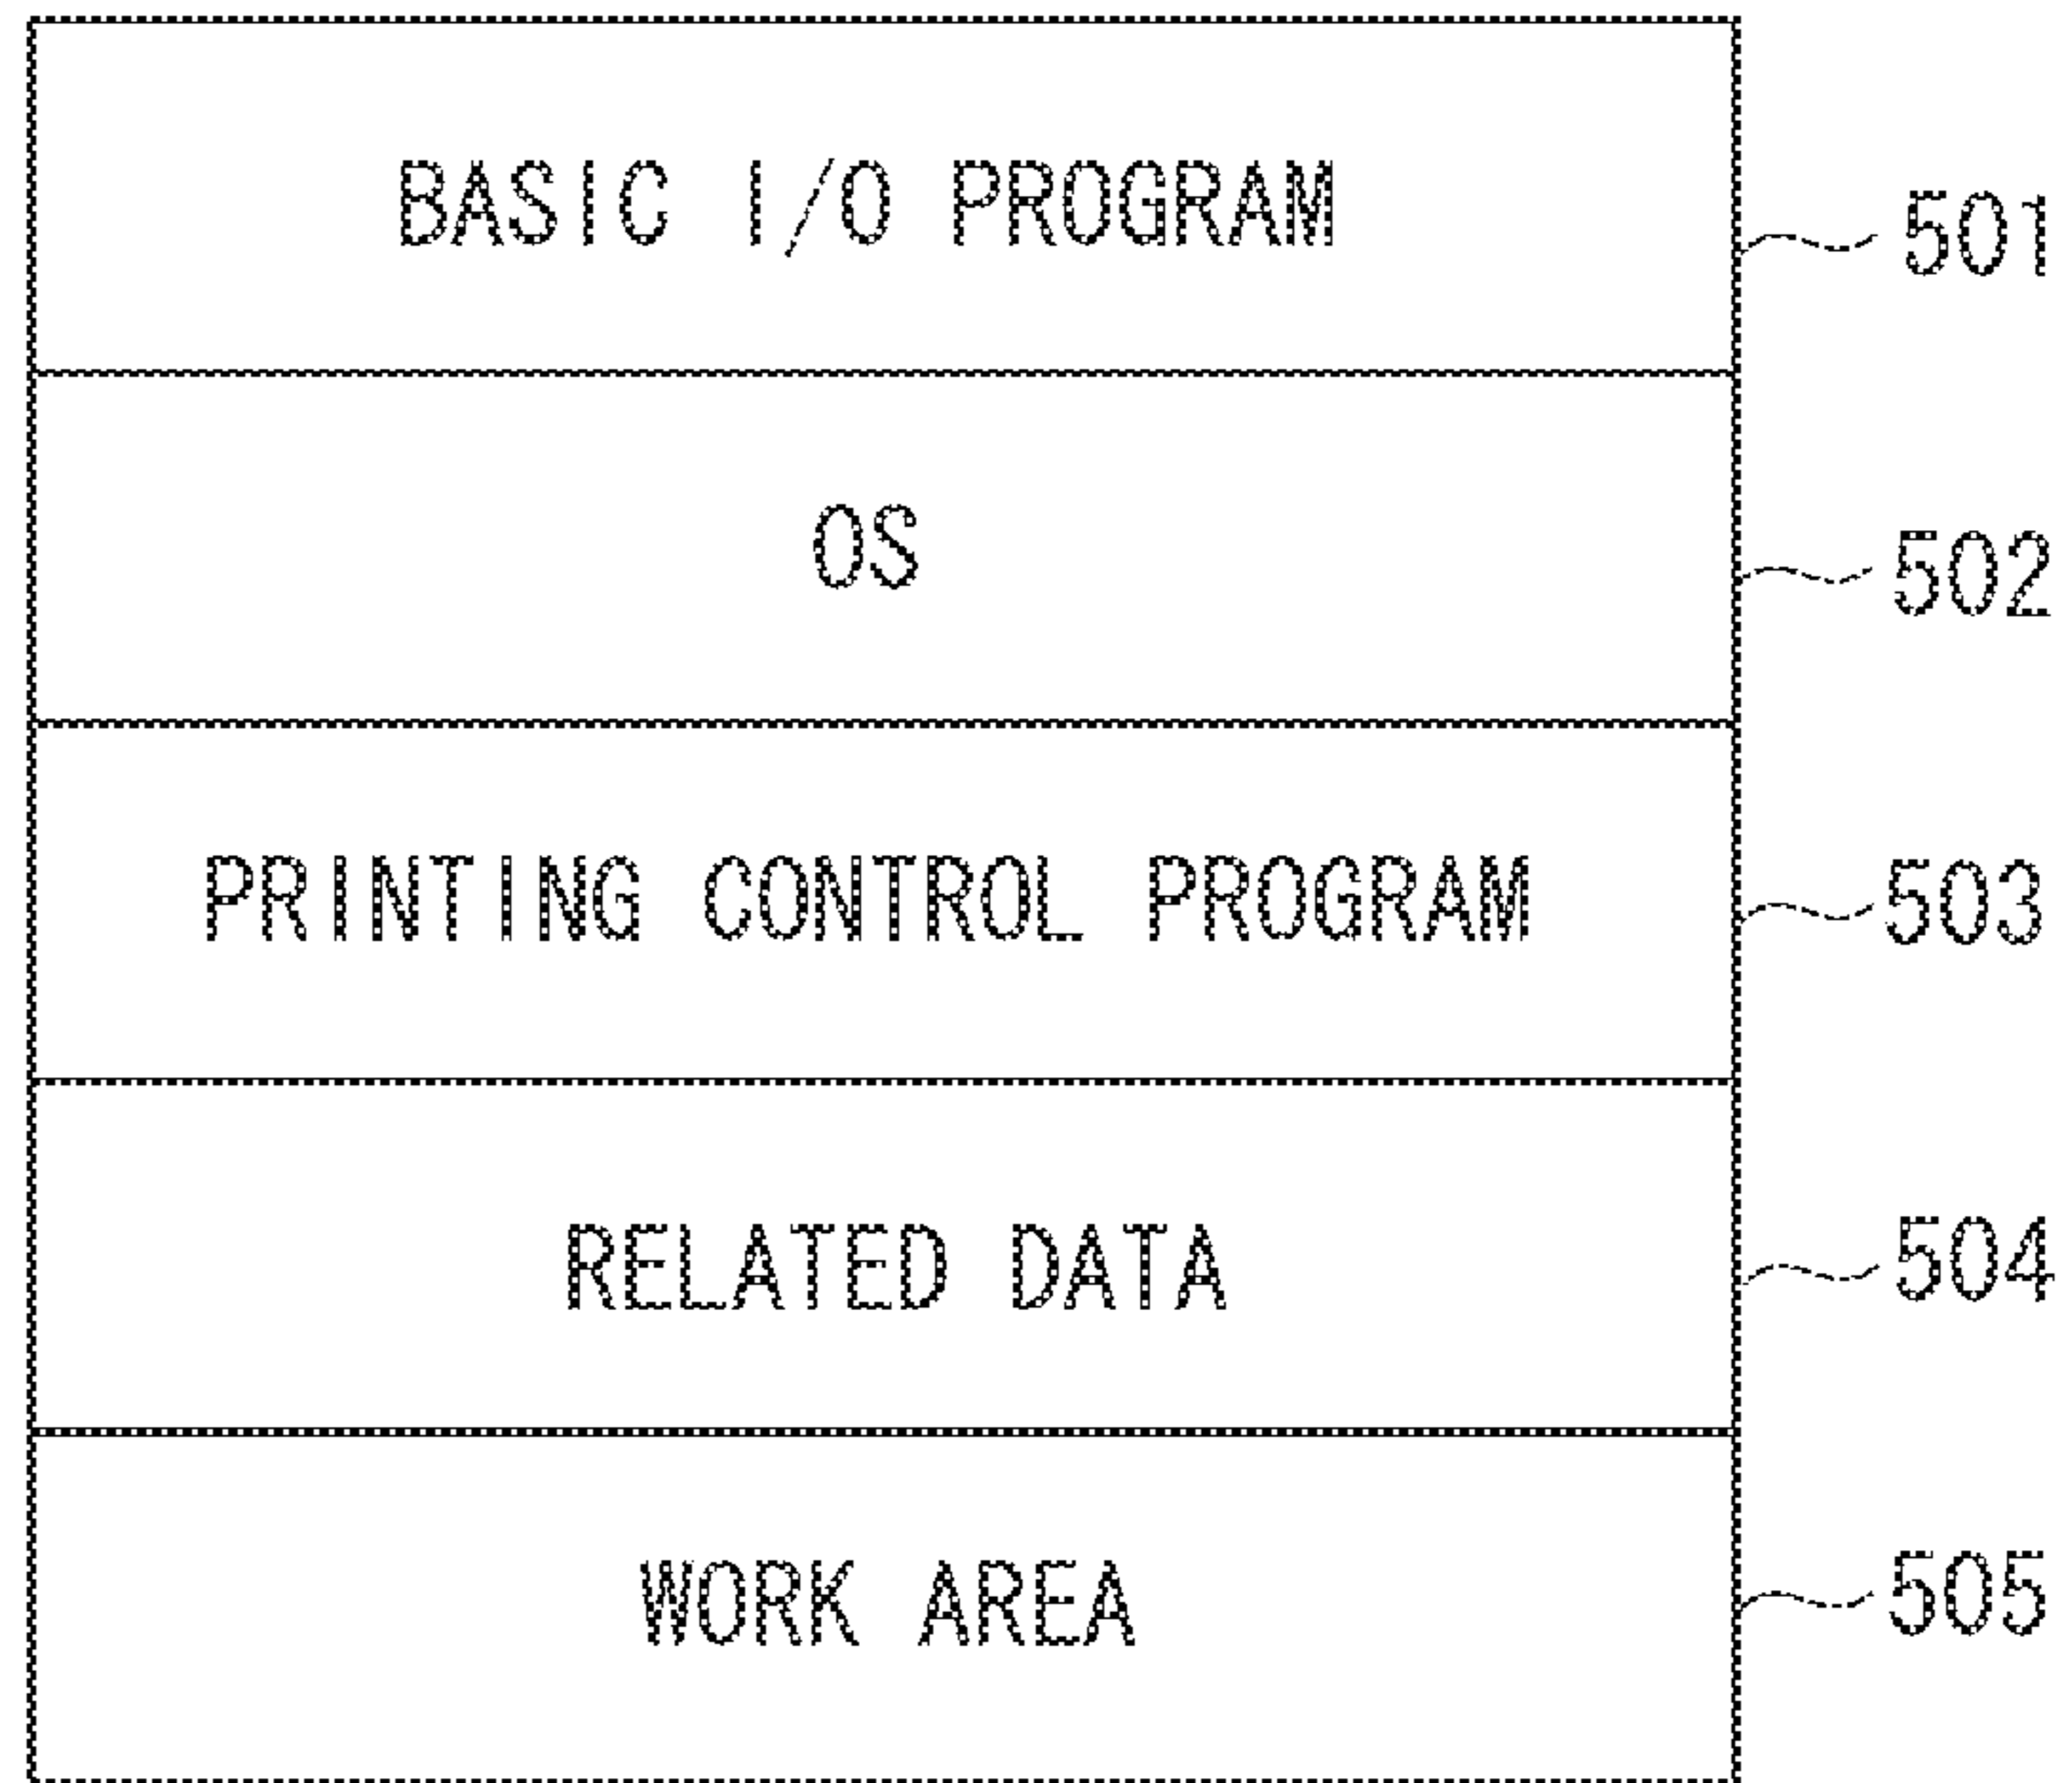 BASIC I/O PROGRAM 501
OS 502
PRINTING CONTROL PROGRAM 503
RELATED DATA 504
WORK AREA 505